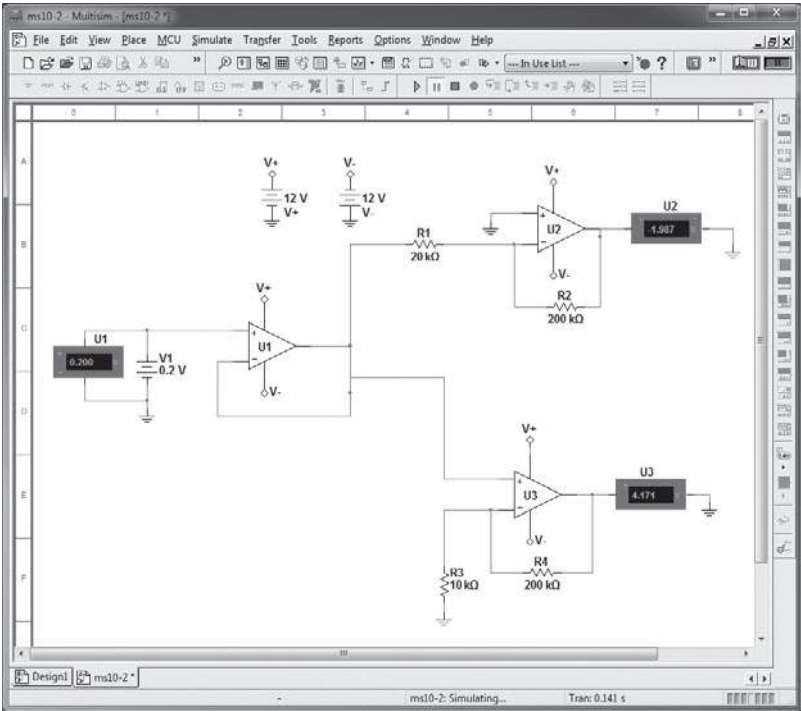 ms10-2 - Multisim - [ms10-2 *]
File Edit View Place MCU Simulate Transfer Tools Reports Options Window Help
--- In Use List ---
0 1 2 3 4 5 6 7 8
A
B
C
D
E
F
V+
12 V
V+
V-
12 V
V-
V+
U2
V-
U2
-1.987
R1
20 kΩ
R2
200 kΩ
V+
U1
V-
U1
0.200
V1
0.2 V
V+
U3
V-
U3
4.171
R3
10 kΩ
R4
200 kΩ
Design1 ms10-2 *
- ms10-2: Simulating... Tran: 0.141 s